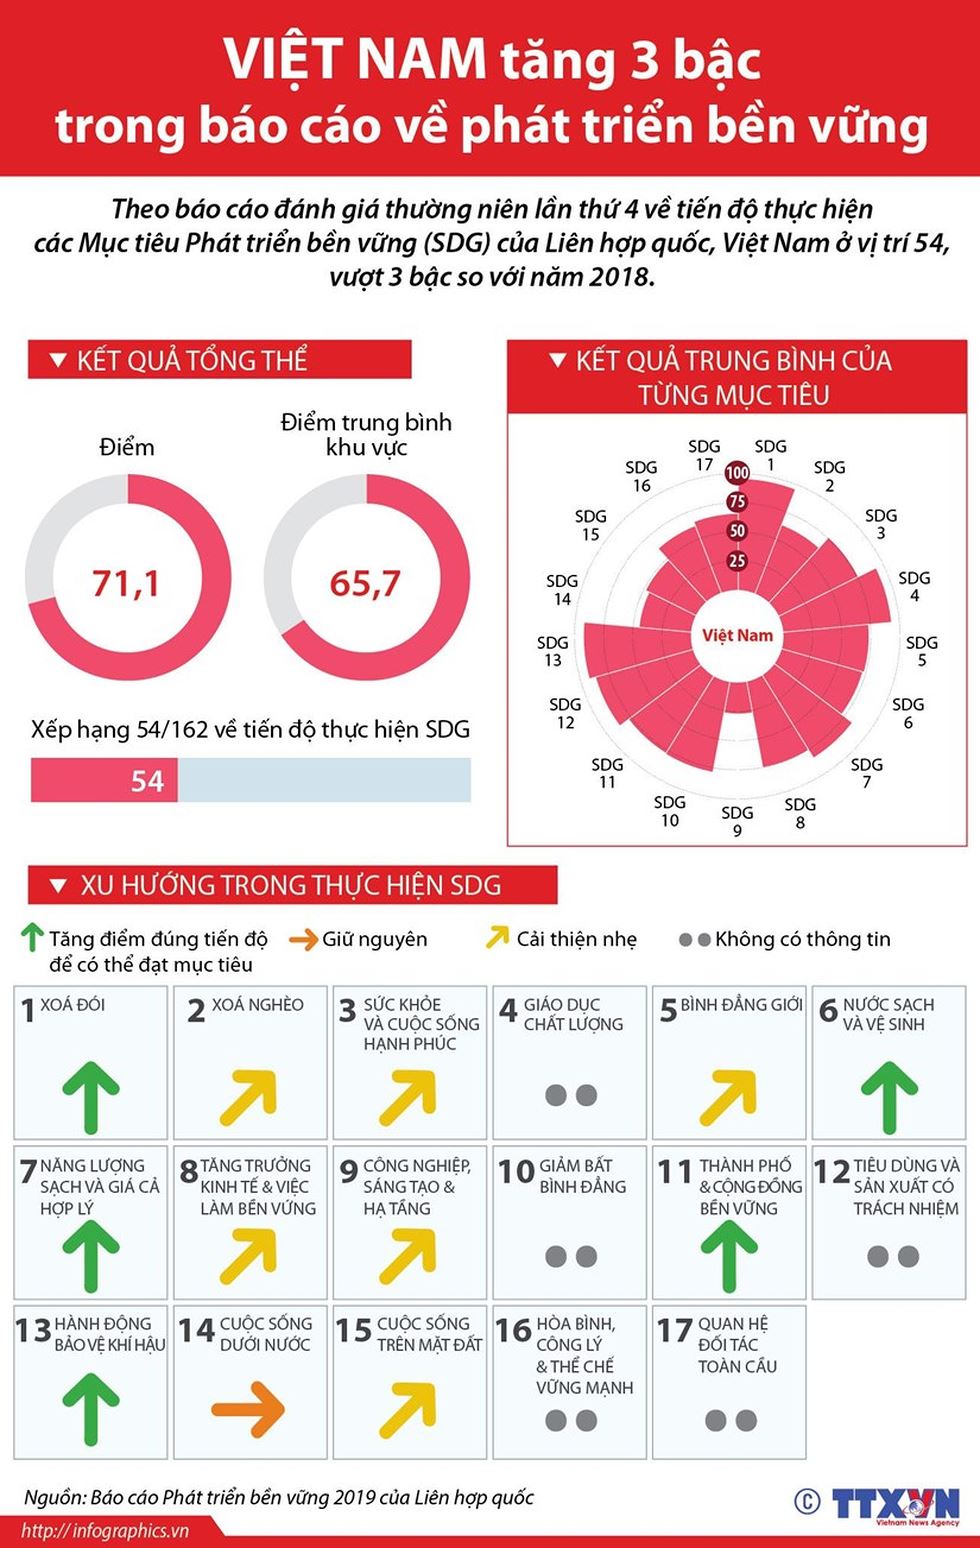 VIỆT NAM tăng 3 bậc
trong báo cáo về phát triển bền vững
Theo báo cáo đánh giá thường niên lần thứ 4 về tiến độ thực hiện
các Mục tiêu Phát triển bền vững (SDG) của Liên hợp quốc, Việt Nam ở vị trí 54,
vượt 3 bậc so với năm 2018.
KẾT QUẢ TỔNG THỂ
Điểm
71,1
Điểm trung bình
khu vực
65,7
Xếp hạng 54/162 về tiến độ thực hiện SDG
54
KẾT QUẢ TRUNG BÌNH CỦA
TỪNG MỤC TIÊU
100
75
50
25
Việt Nam
SDG
1
SDG
2
SDG
3
SDG
4
SDG
5
SDG
6
SDG
7
SDG
8
SDG
9
SDG
10
SDG
11
SDG
12
SDG
13
SDG
14
SDG
15
SDG
16
SDG
17
XU HƯỚNG TRONG THỰC HIỆN SDG
Tăng điểm đúng tiến độ
để có thể đạt mục tiêu
Giữ nguyên
Cải thiện nhẹ
Không có thông tin
1 XOÁ ĐÓI
2 XOÁ NGHÈO
3 SỨC KHỎE
VÀ CUỘC SỐNG
HẠNH PHÚC
4 GIÁO DỤC
CHẤT LƯỢNG
5 BÌNH ĐẲNG GIỚI
6 NƯỚC SẠCH
VÀ VỆ SINH
7 NĂNG LƯỢNG
SẠCH VÀ GIÁ CẢ
HỢP LÝ
8 TĂNG TRƯỞNG
KINH TẾ & VIỆC
LÀM BỀN VỮNG
9 CÔNG NGHIỆP,
SÁNG TẠO &
HẠ TẦNG
10 GIẢM BẤT
BÌNH ĐẲNG
11 THÀNH PHỐ
& CỘNG ĐỒNG
BỀN VỮNG
12 TIÊU DÙNG VÀ
SẢN XUẤT CÓ
TRÁCH NHIỆM
13 HÀNH ĐỘNG
BẢO VỆ KHÍ HẬU
14 CUỘC SỐNG
DƯỚI NƯỚC
15 CUỘC SỐNG
TRÊN MẶT ĐẤT
16 HÒA BÌNH,
CÔNG LÝ
& THỂ CHẾ
VỮNG MẠNH
17 QUAN HỆ
ĐỐI TÁC
TOÀN CẦU
Nguồn: Báo cáo Phát triển bền vững 2019 của Liên hợp quốc
© TTXVN
Vietnam News Agency
http://infographics.vn